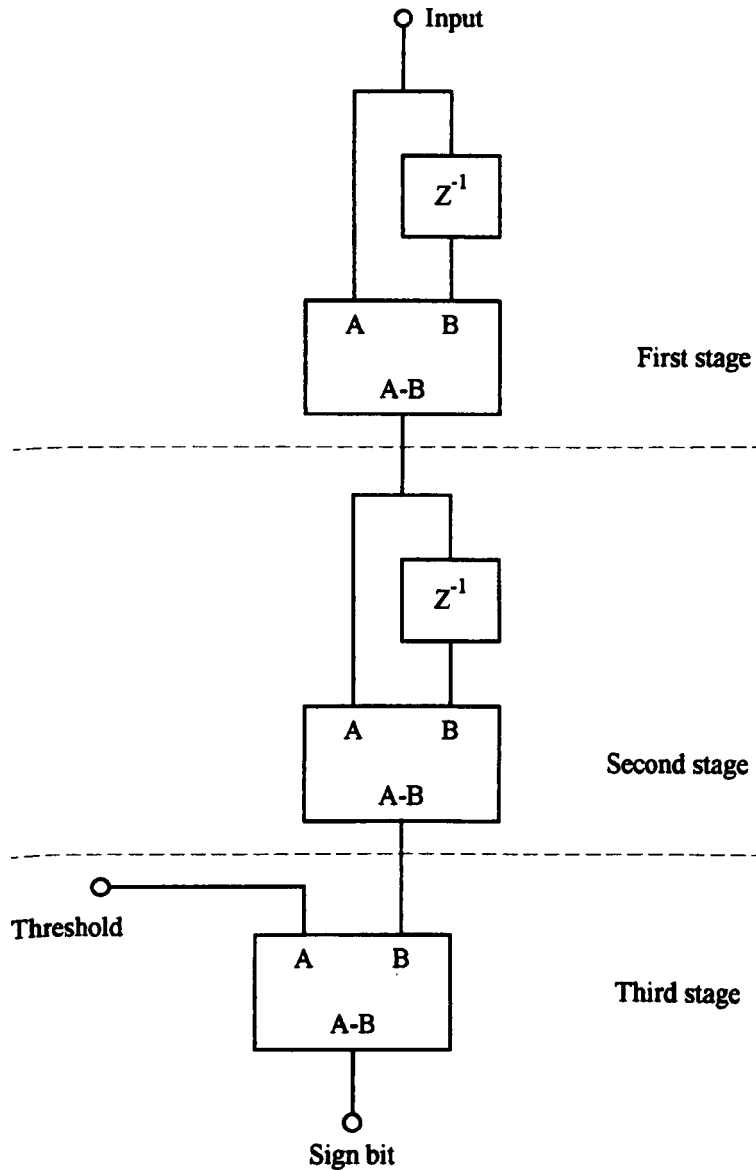 Input
Z⁻¹
A B
A-B
First stage
Z⁻¹
A B
A-B
Second stage
Threshold
A B
A-B
Third stage
Sign bit